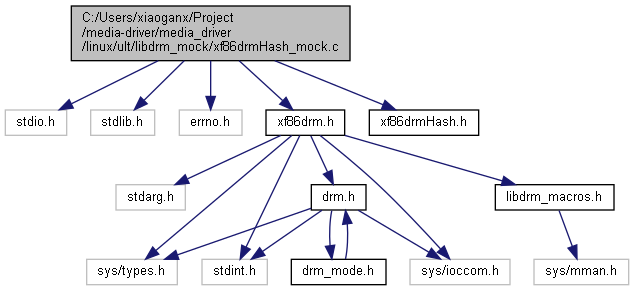 C:/Users/xiaoganx/Project
/media-driver/media_driver
/linux/ult/libdrm_mock/xf86drmHash_mock.c
stdio.h
stdlib.h
errno.h
xf86drm.h
xf86drmHash.h
stdarg.h
drm.h
libdrm_macros.h
sys/types.h
stdint.h
drm_mode.h
sys/ioccom.h
sys/mman.h